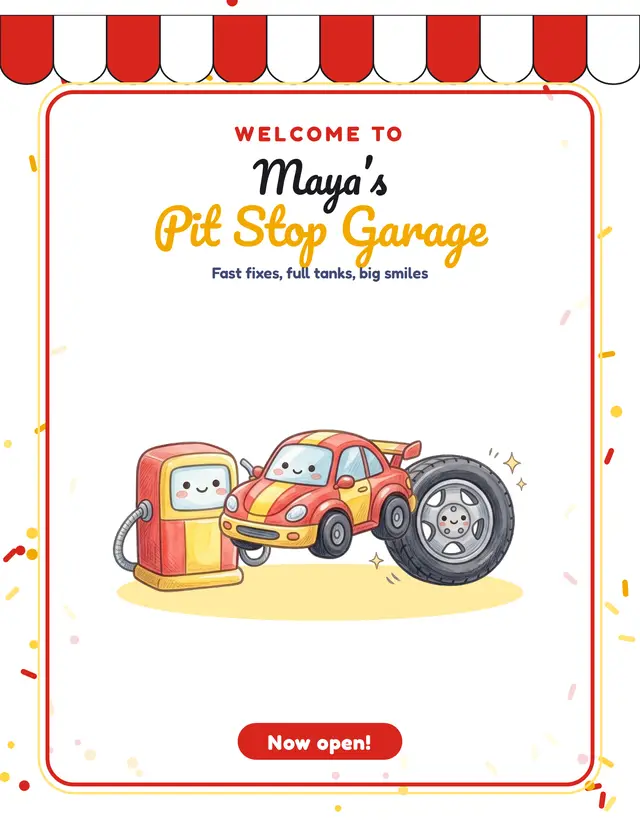 WELCOME TO
Maya's
Pit Stop Garage
Fast fixes, full tanks, big smiles
Now open!